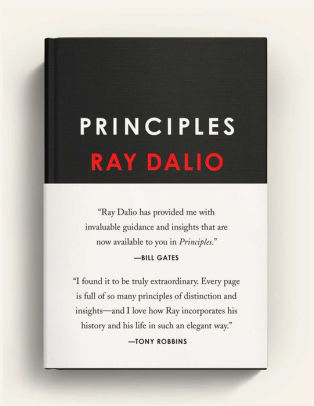 PRINCIPLES
RAY DALIO
“Ray Dalio has provided me with
invaluable guidance and insights that are
now available to you in Principles.”
—BILL GATES
“I found it to be truly extraordinary. Every page
is full of so many principles of distinction and
insights—and I love how Ray incorporates his
history and his life in such an elegant way.”
—TONY ROBBINS